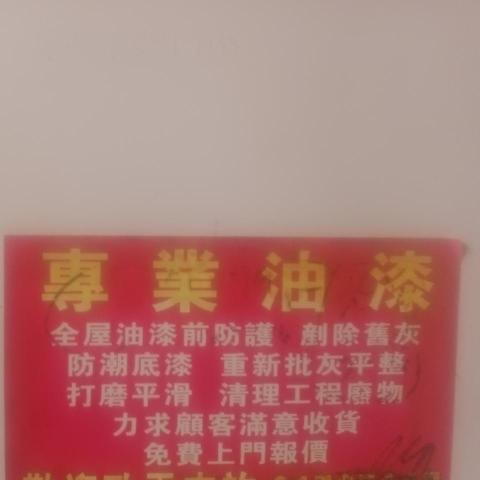 專業油漆
全屋油漆前防護 剷除舊灰
防潮底漆 重新批灰平整
打磨平滑 清理工程廢物
力求顧客滿意收貨
免費上門報價